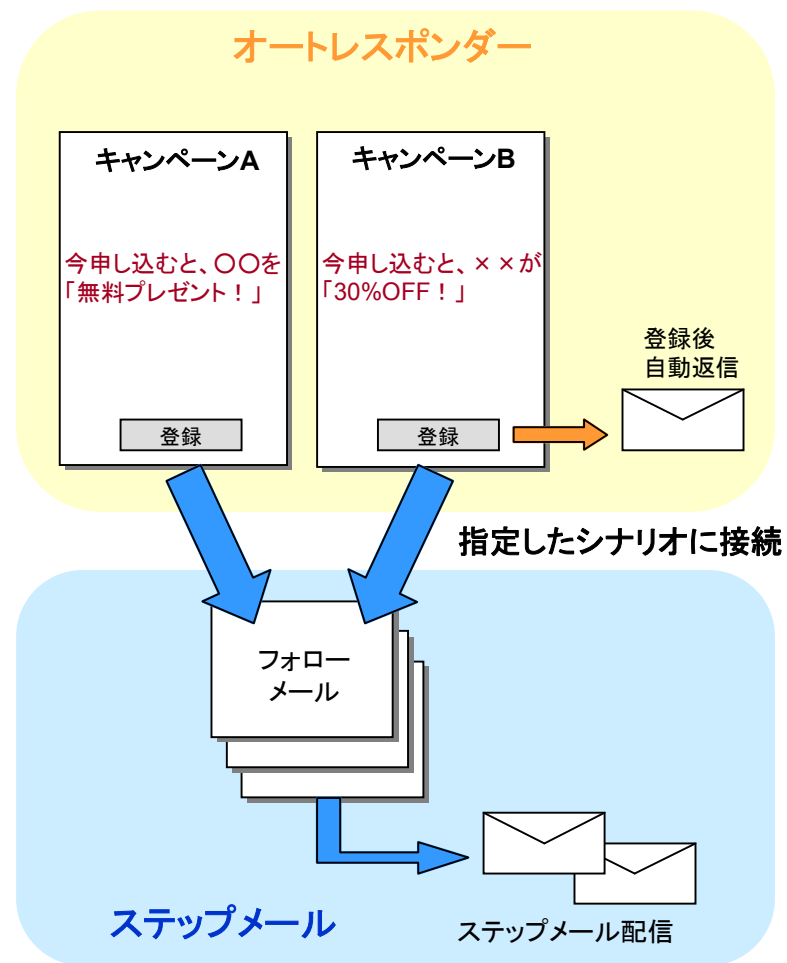 オートレスポンダー
キャンペーンA
今申し込むと、〇〇を
「無料プレゼント！」
登録
キャンペーンB
今申し込むと、××が
「30%OFF！」
登録
登録後
自動返信
指定したシナリオに接続
フォロー
メール
ステップメール
ステップメール配信